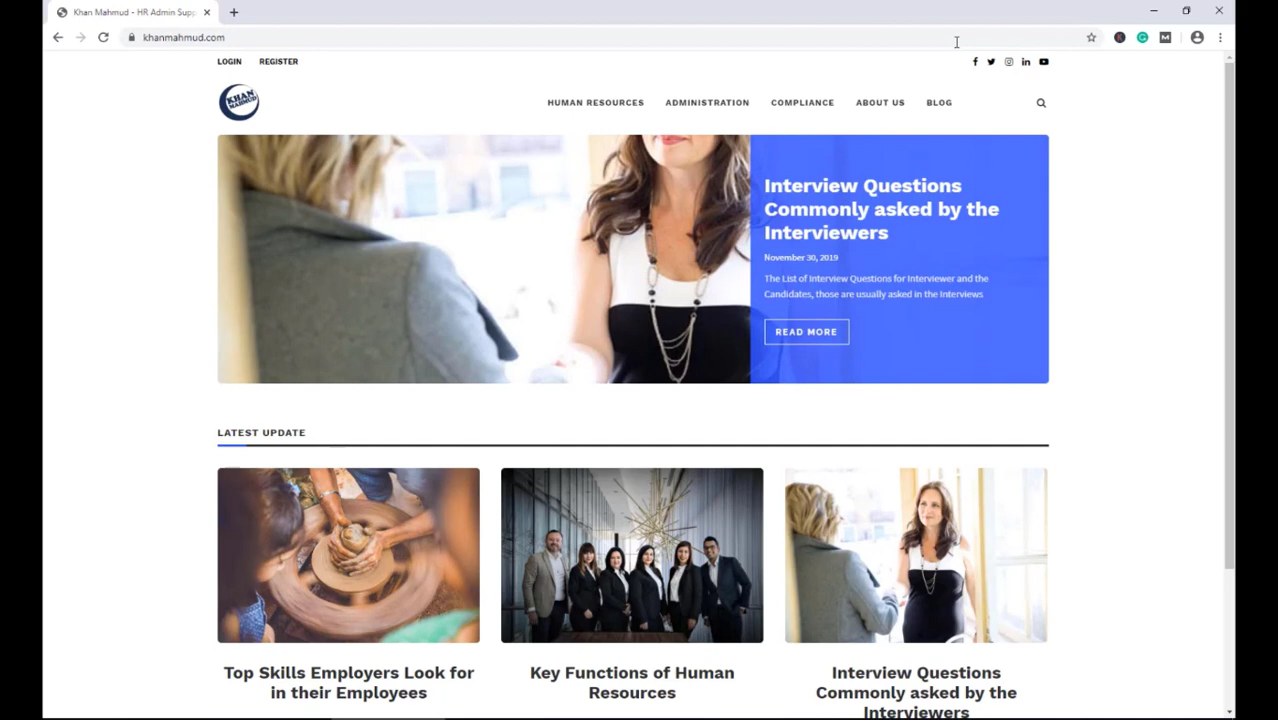 Khan Mahmud - HR Admin Supp
khanmahmud.com
LOGIN REGISTER
KHAN
MAHMUD
HUMAN RESOURCES ADMINISTRATION COMPLIANCE ABOUT US BLOG
Interview Questions
Commonly asked by the
Interviewers
November 30, 2019
The List of Interview Questions for Interviewer and the
Candidates, those are usually asked in the Interviews
READ MORE
LATEST UPDATE
Top Skills Employers Look for
in their Employees
Key Functions of Human
Resources
Interview Questions
Commonly asked by the
Interviewers